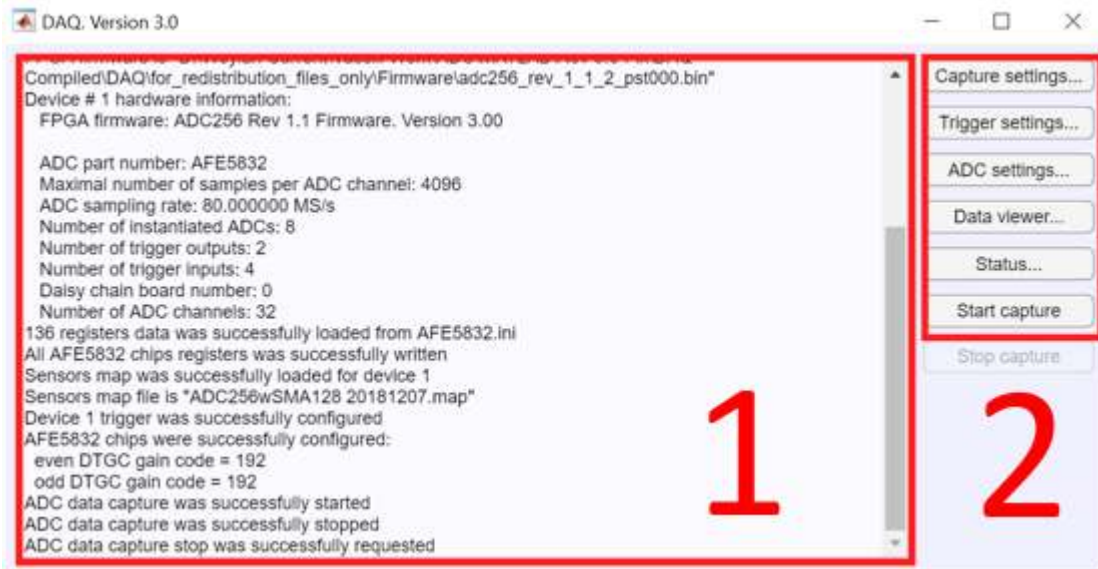 DAQ. Version 3.0
Compiled\DAQ\for_redistribution_files_only\Firmware\adc256_rev_1_1_2_pst000.bin"
Device # 1 hardware information:
FPGA firmware: ADC256 Rev 1.1 Firmware. Version 3.00
ADC part number: AFE5832
Maximal number of samples per ADC channel: 4096
ADC sampling rate: 80.000000 MS/s
Number of instantiated ADCs: 8
Number of trigger outputs: 2
Number of trigger inputs: 4
Daisy chain board number: 0
Number of ADC channels: 32
136 registers data was successfully loaded from AFE5832.ini
All AFE5832 chips registers was successfully written
Sensors map was successfully loaded for device 1
Sensors map file is "ADC256wSMA128 20181207.map"
Device 1 trigger was successfully configured
AFE5832 chips were successfully configured:
even DTGC gain code = 192
odd DTGC gain code = 192
ADC data capture was successfully started
ADC data capture was successfully stopped
ADC data capture stop was successfully requested
1
Capture settings...
Trigger settings...
ADC settings...
Data viewer...
Status...
Start capture
Stop capture
2